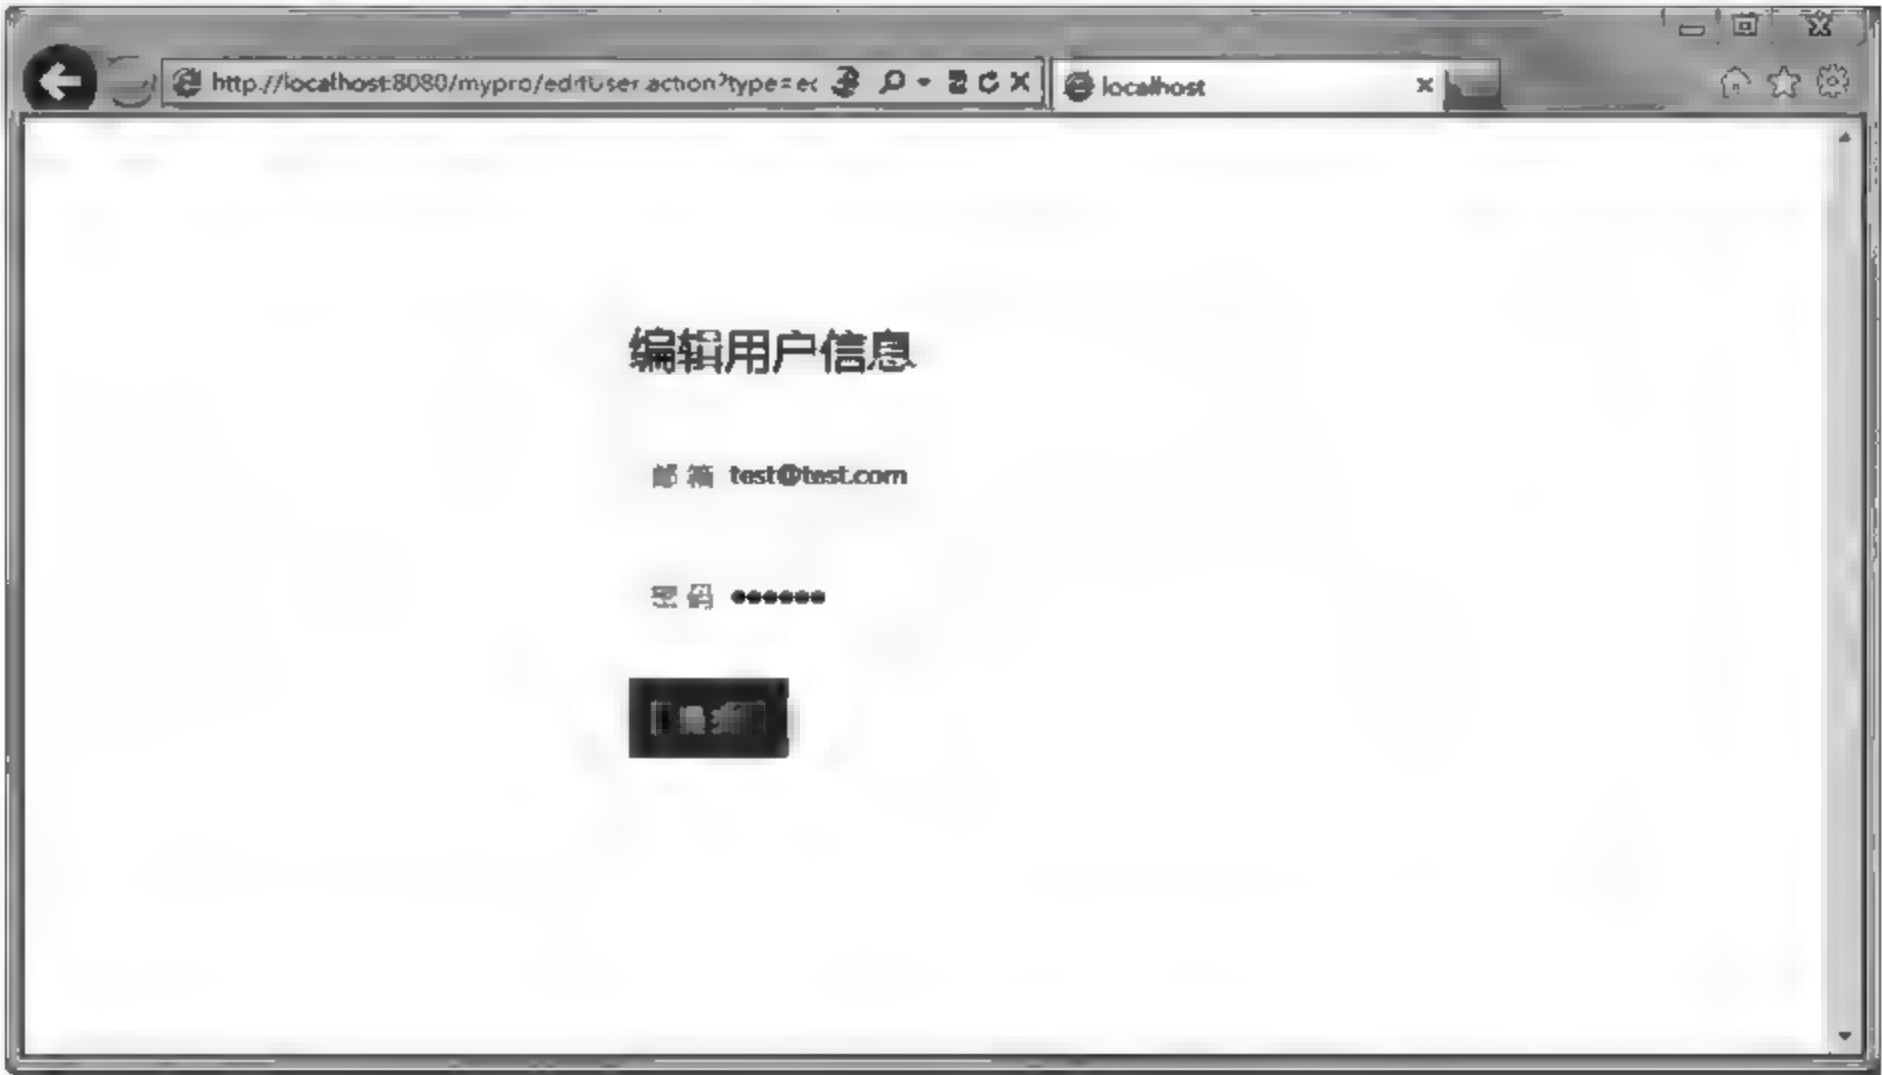 http://localhost:8080/mypro/editUser.action?type=ec
localhost
编辑用户信息
邮 箱 test@test.com
密 码 ●●●●●●